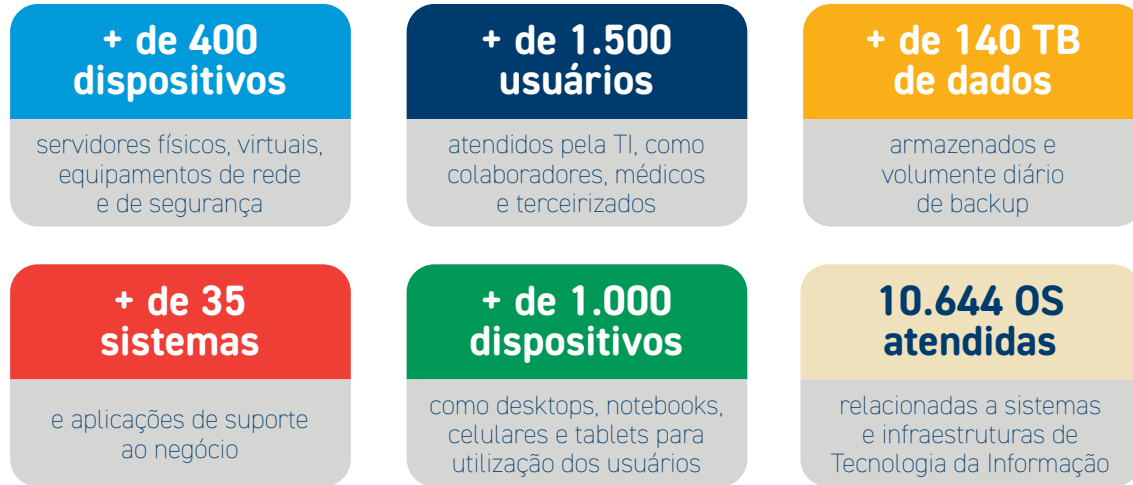 + de 400
dispositivos
servidores físicos, virtuais,
equipamentos de rede
e de segurança
+ de 1.500
usuários
atendidos pela TI, como
colaboradores, médicos
e terceirizados
+ de 140 TB
de dados
armazenados e
volumente diário
de backup
+ de 35
sistemas
e aplicações de suporte
ao negócio
+ de 1.000
dispositivos
como desktops, notebooks,
celulares e tablets para
utilização dos usuários
10.644 OS
atendidas
relacionadas a sistemas
e infraestruturas de
Tecnologia da Informação